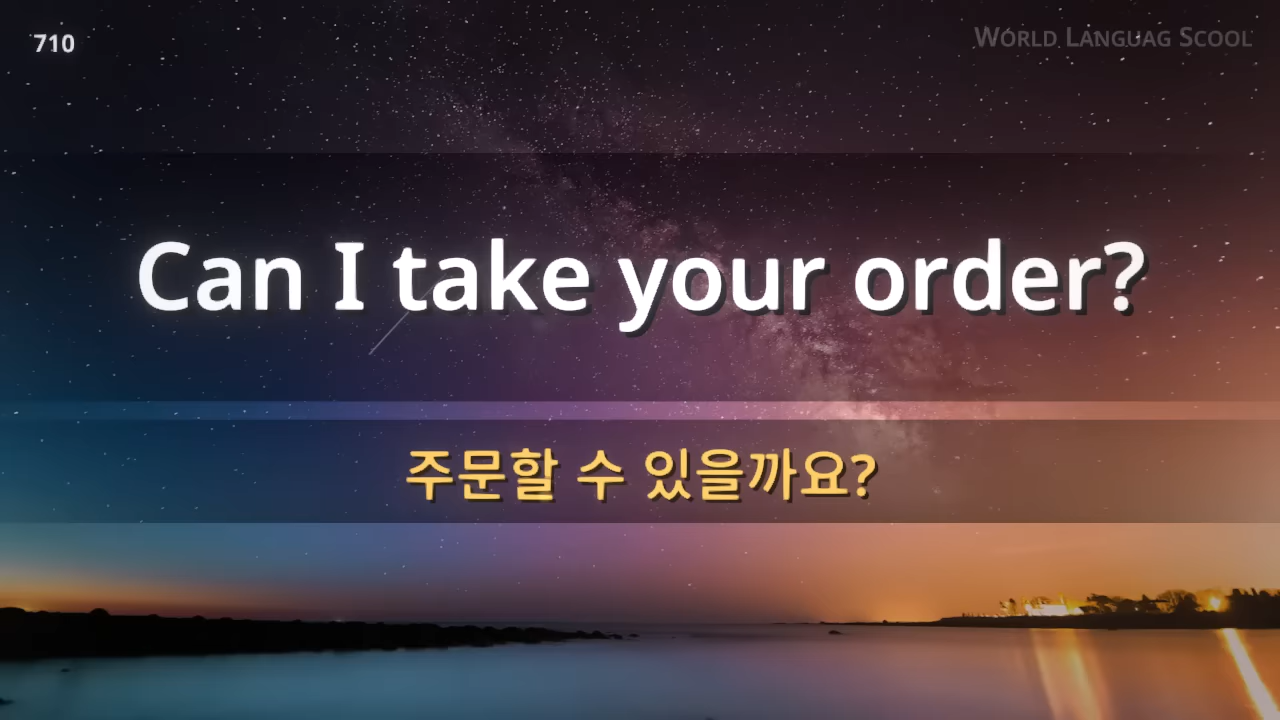 710
World Languag Scool
Can I take your order?
주문할 수 있을까요?